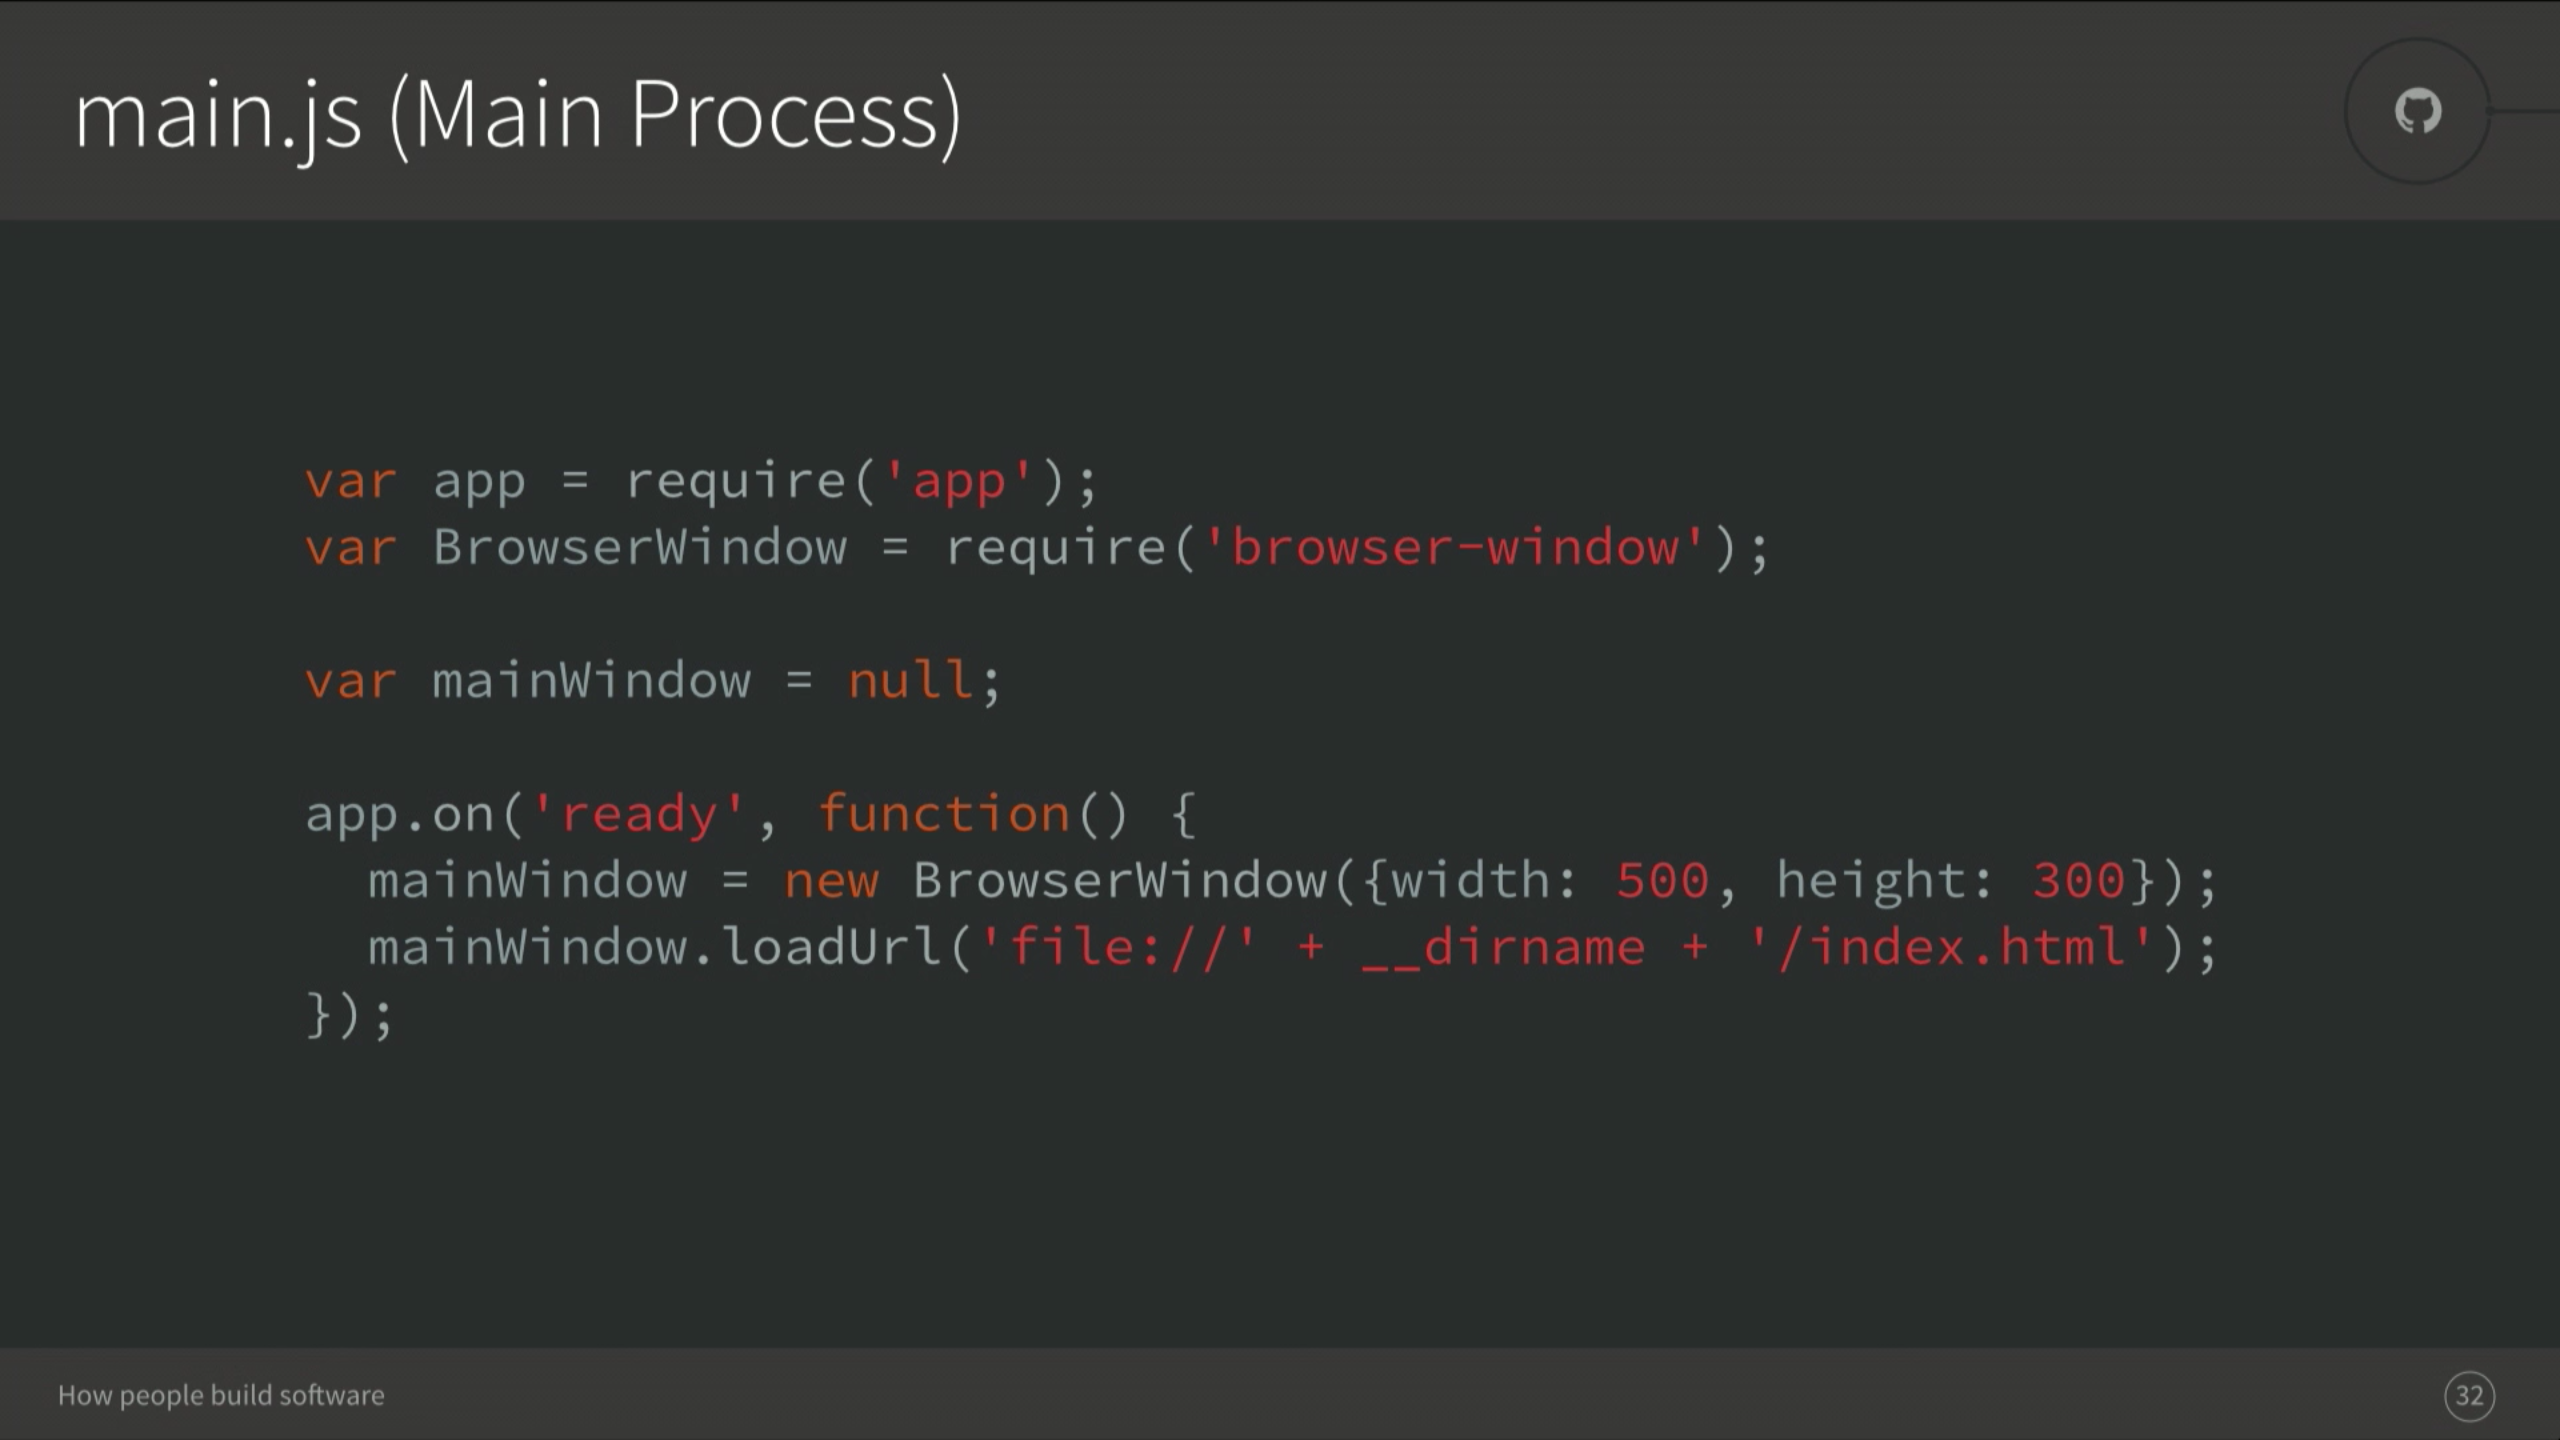 main.js (Main Process)
var app = require('app');
var BrowserWindow = require('browser-window');
var mainWindow = null;
app.on('ready', function() {
  mainWindow = new BrowserWindow({width: 500, height: 300});
  mainWindow.loadUrl('file://' + __dirname + '/index.html');
});
How people build software
32